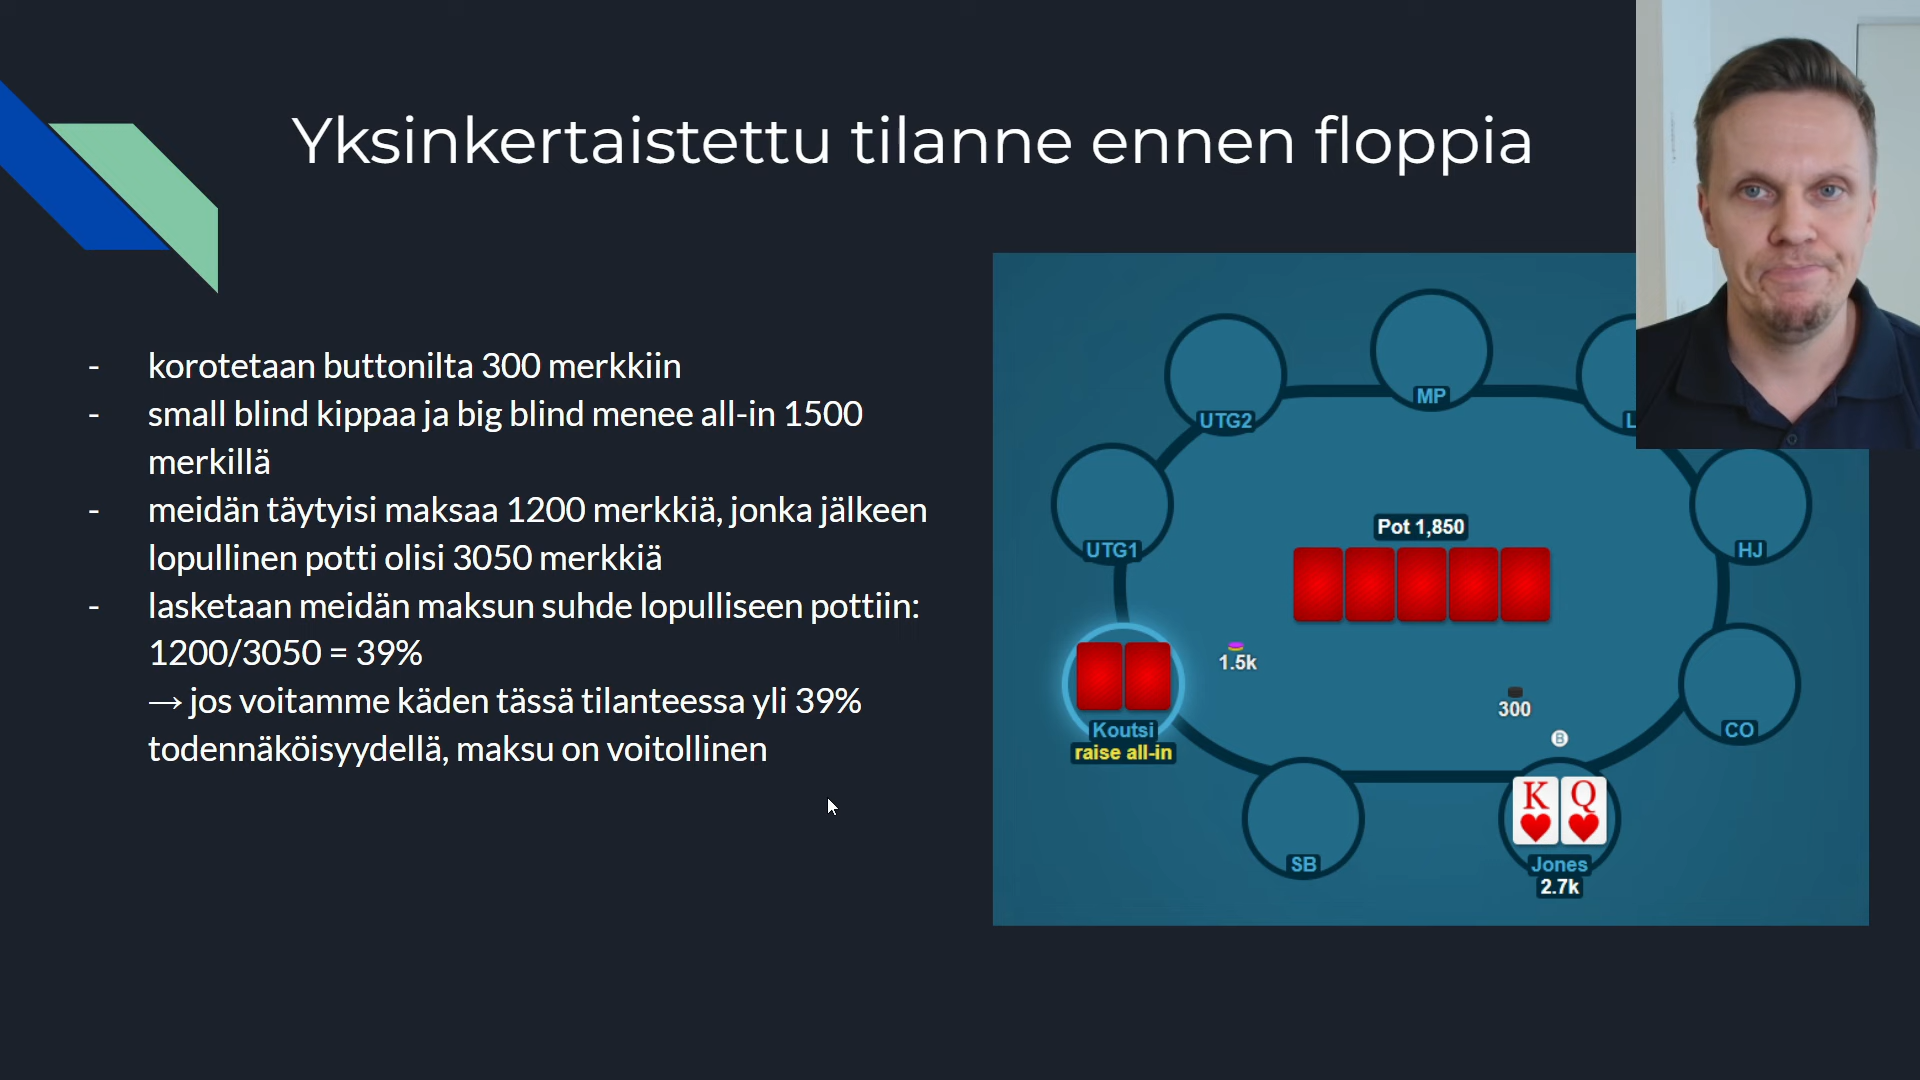 Yksinkertaistettu tilanne ennen floppia
- korotetaan buttonilta 300 merkkiin
- small blind kippaa ja big blind menee all-in 1500
merkillä
- meidän täytyisi maksaa 1200 merkkiä, jonka jälkeen
lopullinen potti olisi 3050 merkkiä
- lasketaan meidän maksun suhde lopulliseen pottiin:
1200/3050 = 39%
→ jos voitamme käden tässä tilanteessa yli 39%
todennäköisyydellä, maksu on voitollinen
MP
UTG2
L
Pot 1,850
UTG1
HJ
1.5k
300
Koutsi
raise all-in
CO
B
K Q
SB
Jones
2.7k